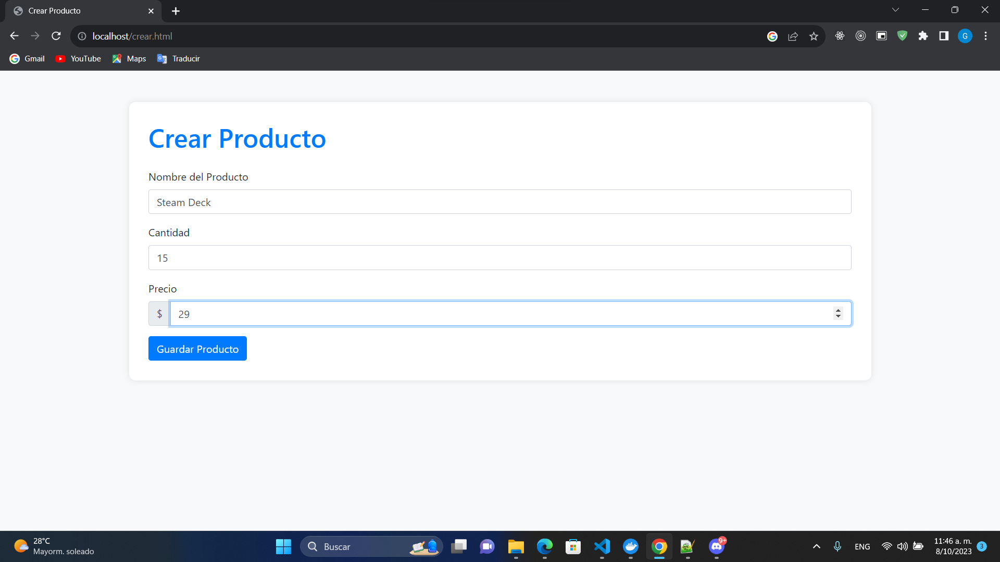 Crear Producto
localhost/crear.html
G
Gmail
YouTube
Maps
Traducir
Crear Producto
Nombre del Producto
Steam Deck
Cantidad
15
Precio
$
29
Guardar Producto
28°C
Mayorm. soleado
Buscar
9+
ENG
11:46 a. m.
8/10/2023
3